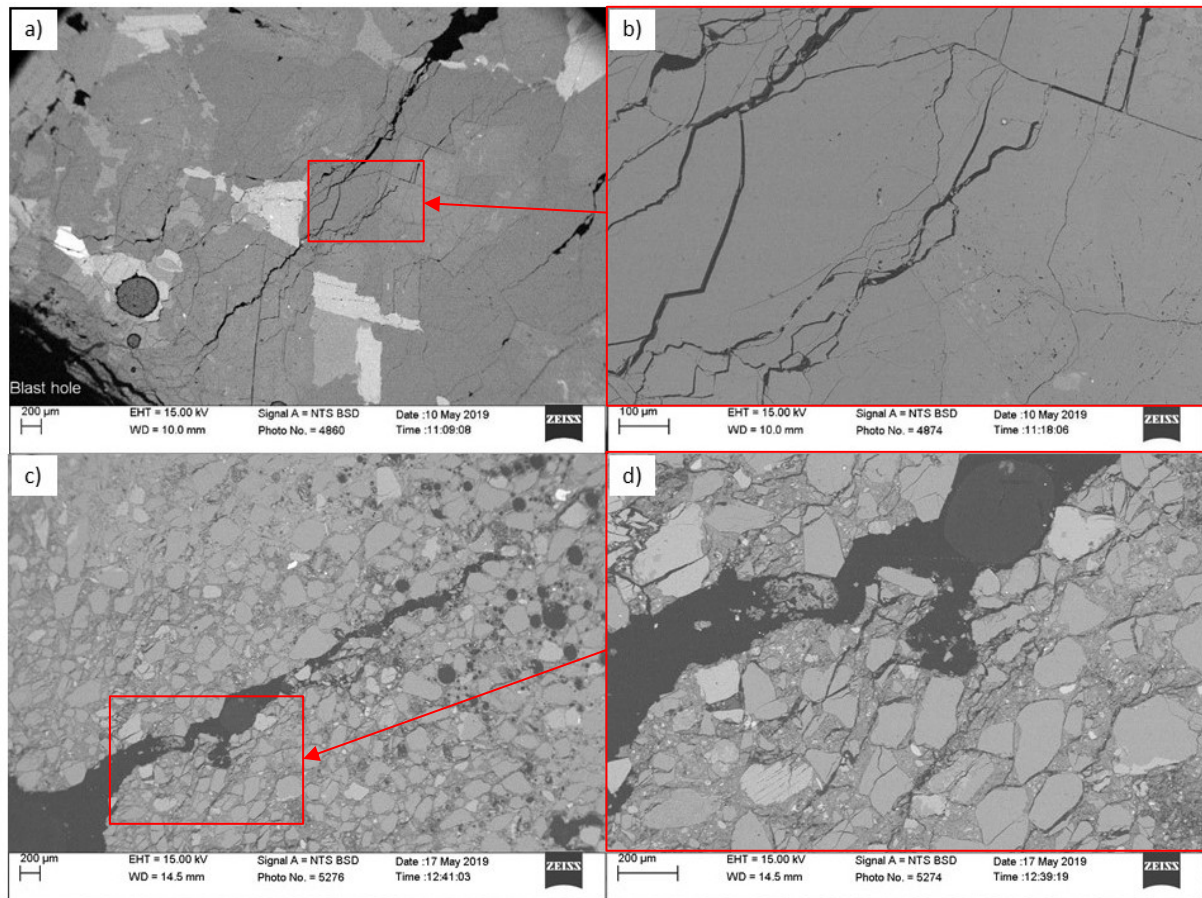 a)
Blast hole
200 µm
EHT = 15.00 kV
WD = 10.0 mm
Signal A = NTS BSD
Photo No. = 4860
Date :10 May 2019
Time :11:09:08
ZEISS
b)
100 µm
EHT = 15.00 kV
WD = 10.0 mm
Signal A = NTS BSD
Photo No. = 4874
Date :10 May 2019
Time :11:18:06
ZEISS
c)
200 µm
EHT = 15.00 kV
WD = 14.5 mm
Signal A = NTS BSD
Photo No. = 5276
Date :17 May 2019
Time :12:41:03
ZEISS
d)
200 µm
EHT = 15.00 kV
WD = 14.5 mm
Signal A = NTS BSD
Photo No. = 5274
Date :17 May 2019
Time :12:39:19
ZEISS